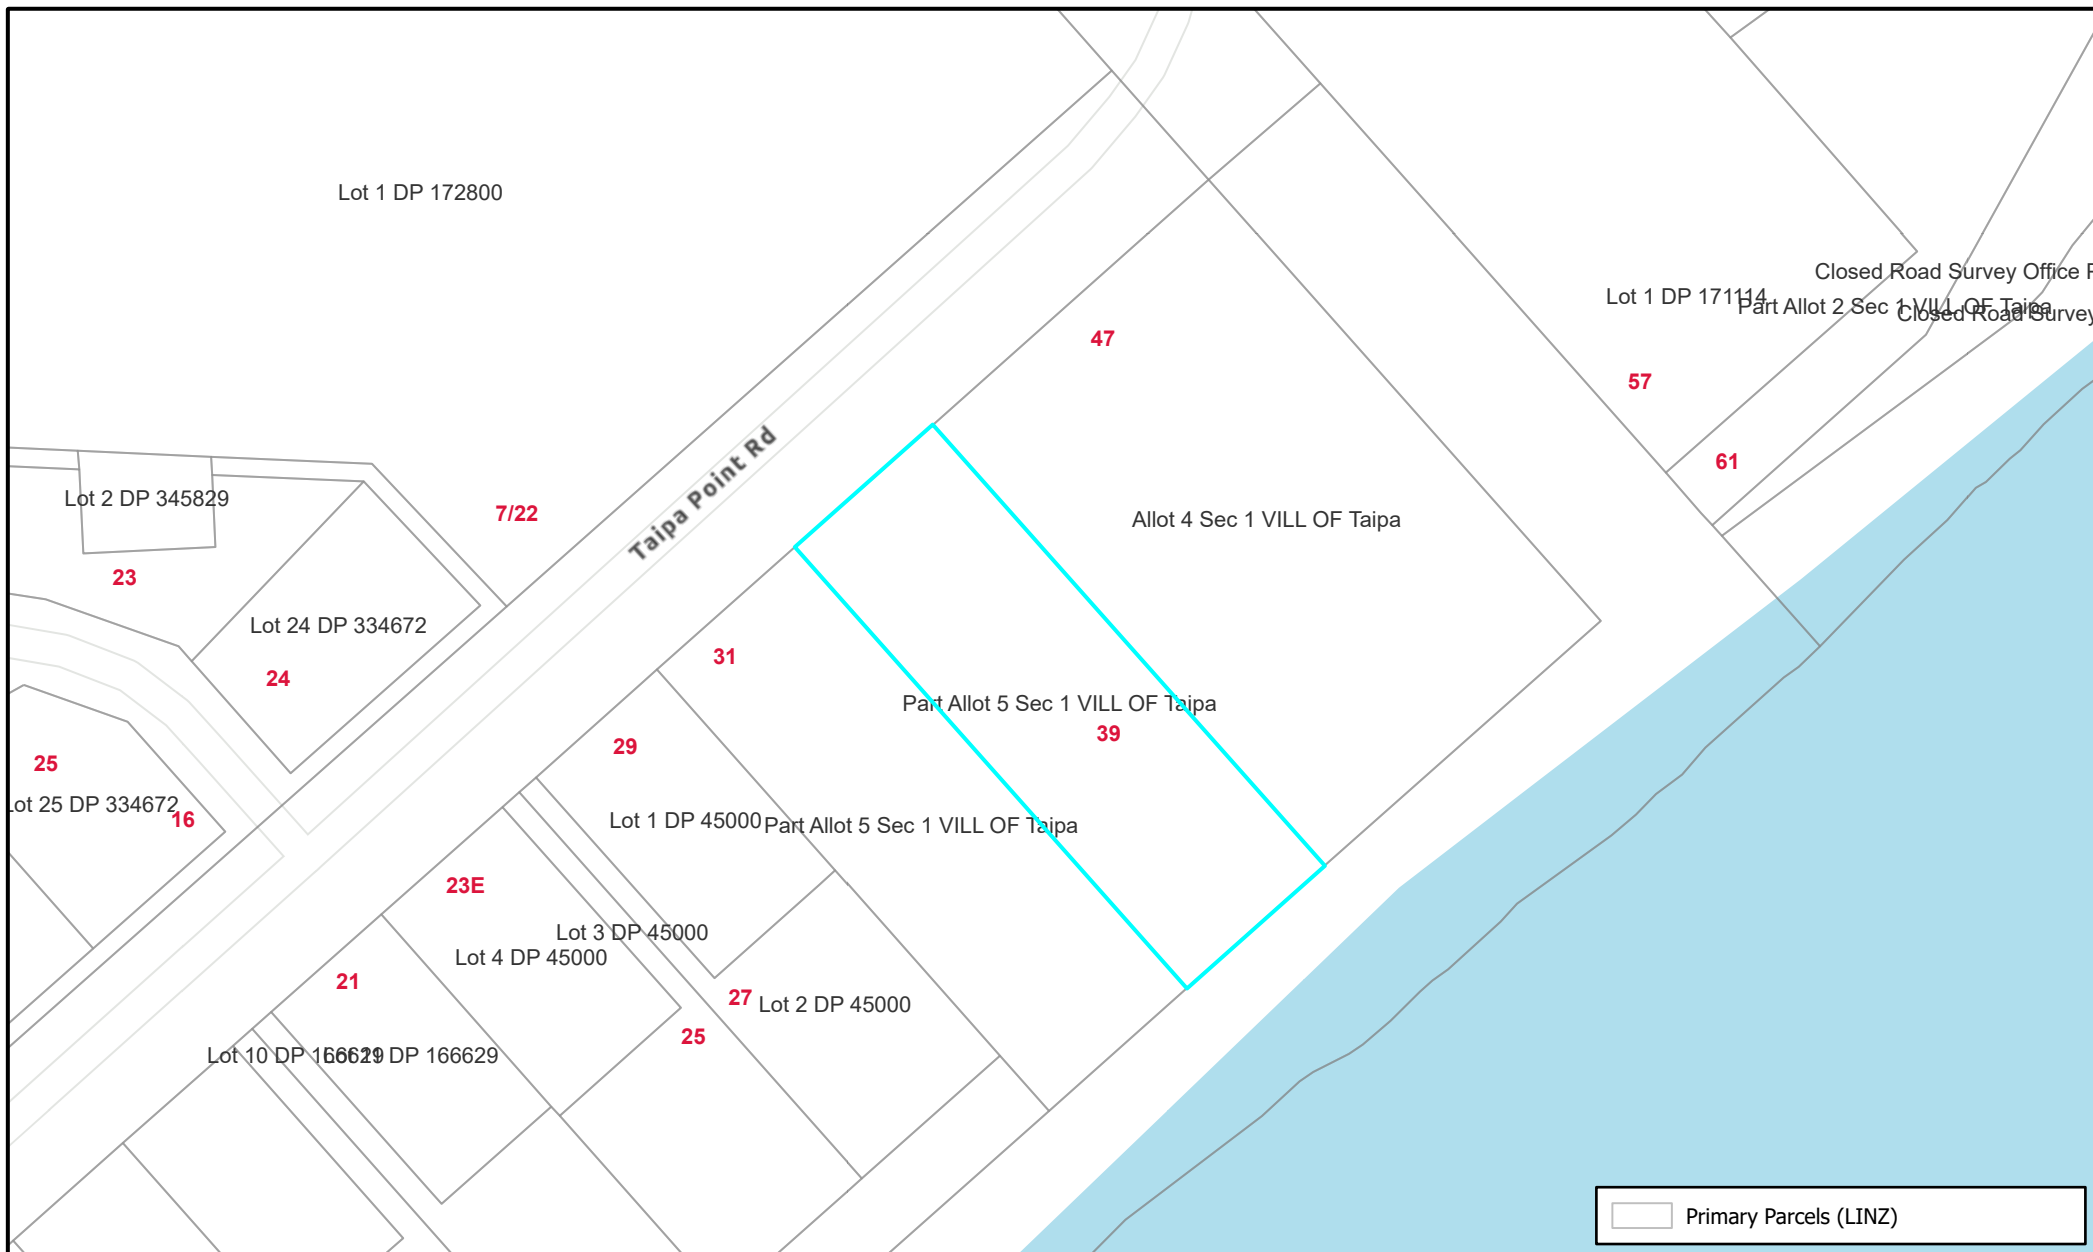 Lot 1 DP 172800
Closed Road Survey Office P
Lot 1 DP 171114
Part Allot 2 Sec 1 VILL OF Taipa
Closed Road Survey
47
57
Taipa Point Rd
61
Lot 2 DP 345829
7/22
Allot 4 Sec 1 VILL OF Taipa
23
Lot 24 DP 334672
31
24
Part Allot 5 Sec 1 VILL OF Taipa
39
29
25
Lot 25 DP 334672
16
Lot 1 DP 45000
Part Allot 5 Sec 1 VILL OF Taipa
23E
Lot 3 DP 45000
Lot 4 DP 45000
21
27
Lot 2 DP 45000
25
Lot 10 DP 166629
Lot 11 DP 166629
Primary Parcels (LINZ)